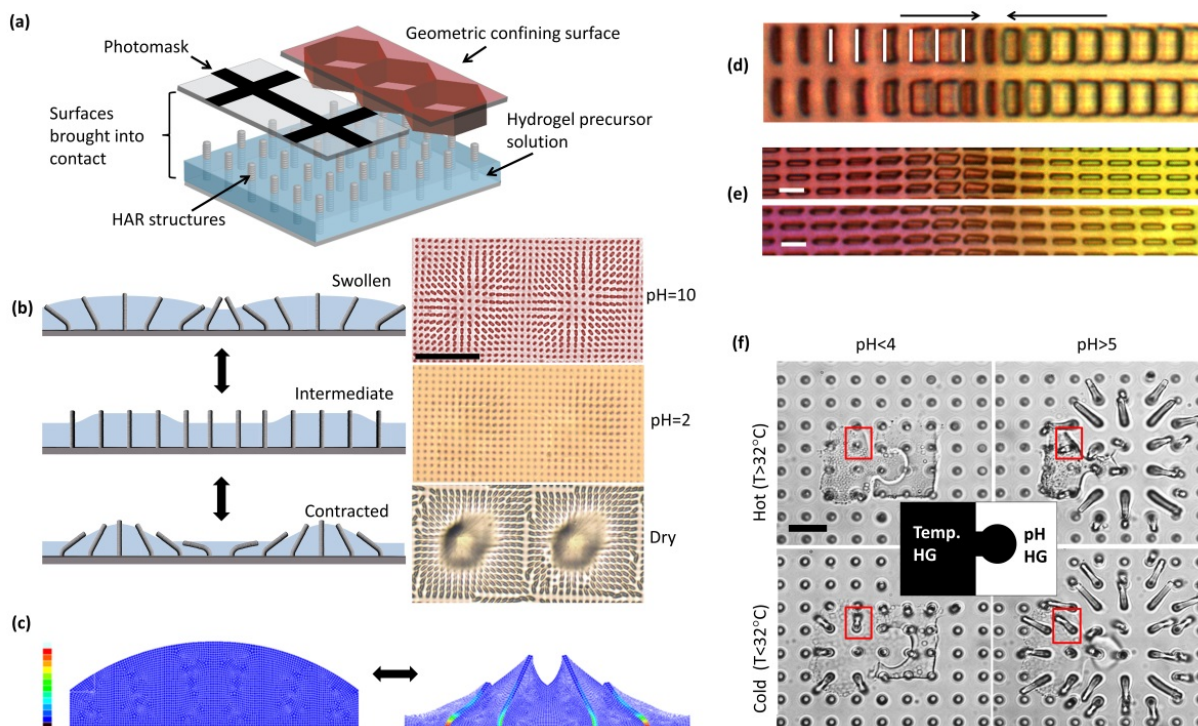 (a)
Photomask
Geometric confining surface
Surfaces
brought into
contact
Hydrogel precursor
solution
HAR structures
(b)
Swollen
Intermediate
Contracted
pH=10
pH=2
Dry
(c)
(d)
(e)
(f)
pH<4
pH>5
Hot (T>32°C)
Cold (T<32°C)
Temp.
HG
pH
HG